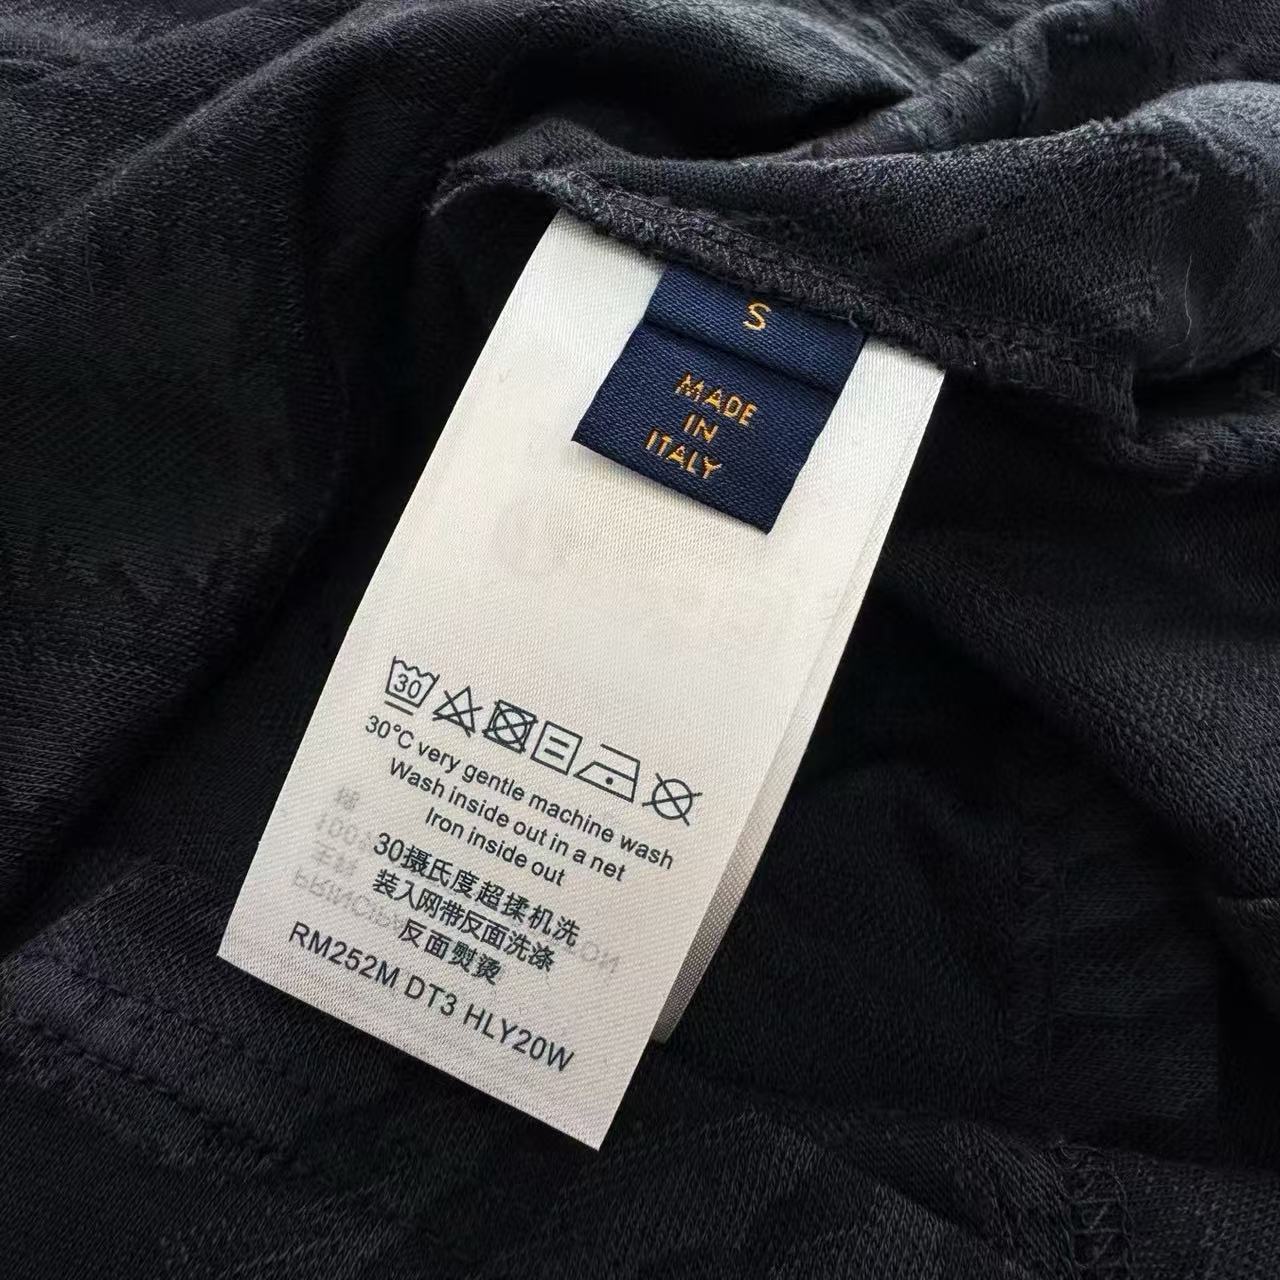 S
MADE
IN
ITALY
30
30°C very gentle machine wash
Wash inside out in a net
Iron inside out
30摄氏度超揉机洗
装入网带反面洗涤
反面熨烫
RM252M DT3 HLY20W